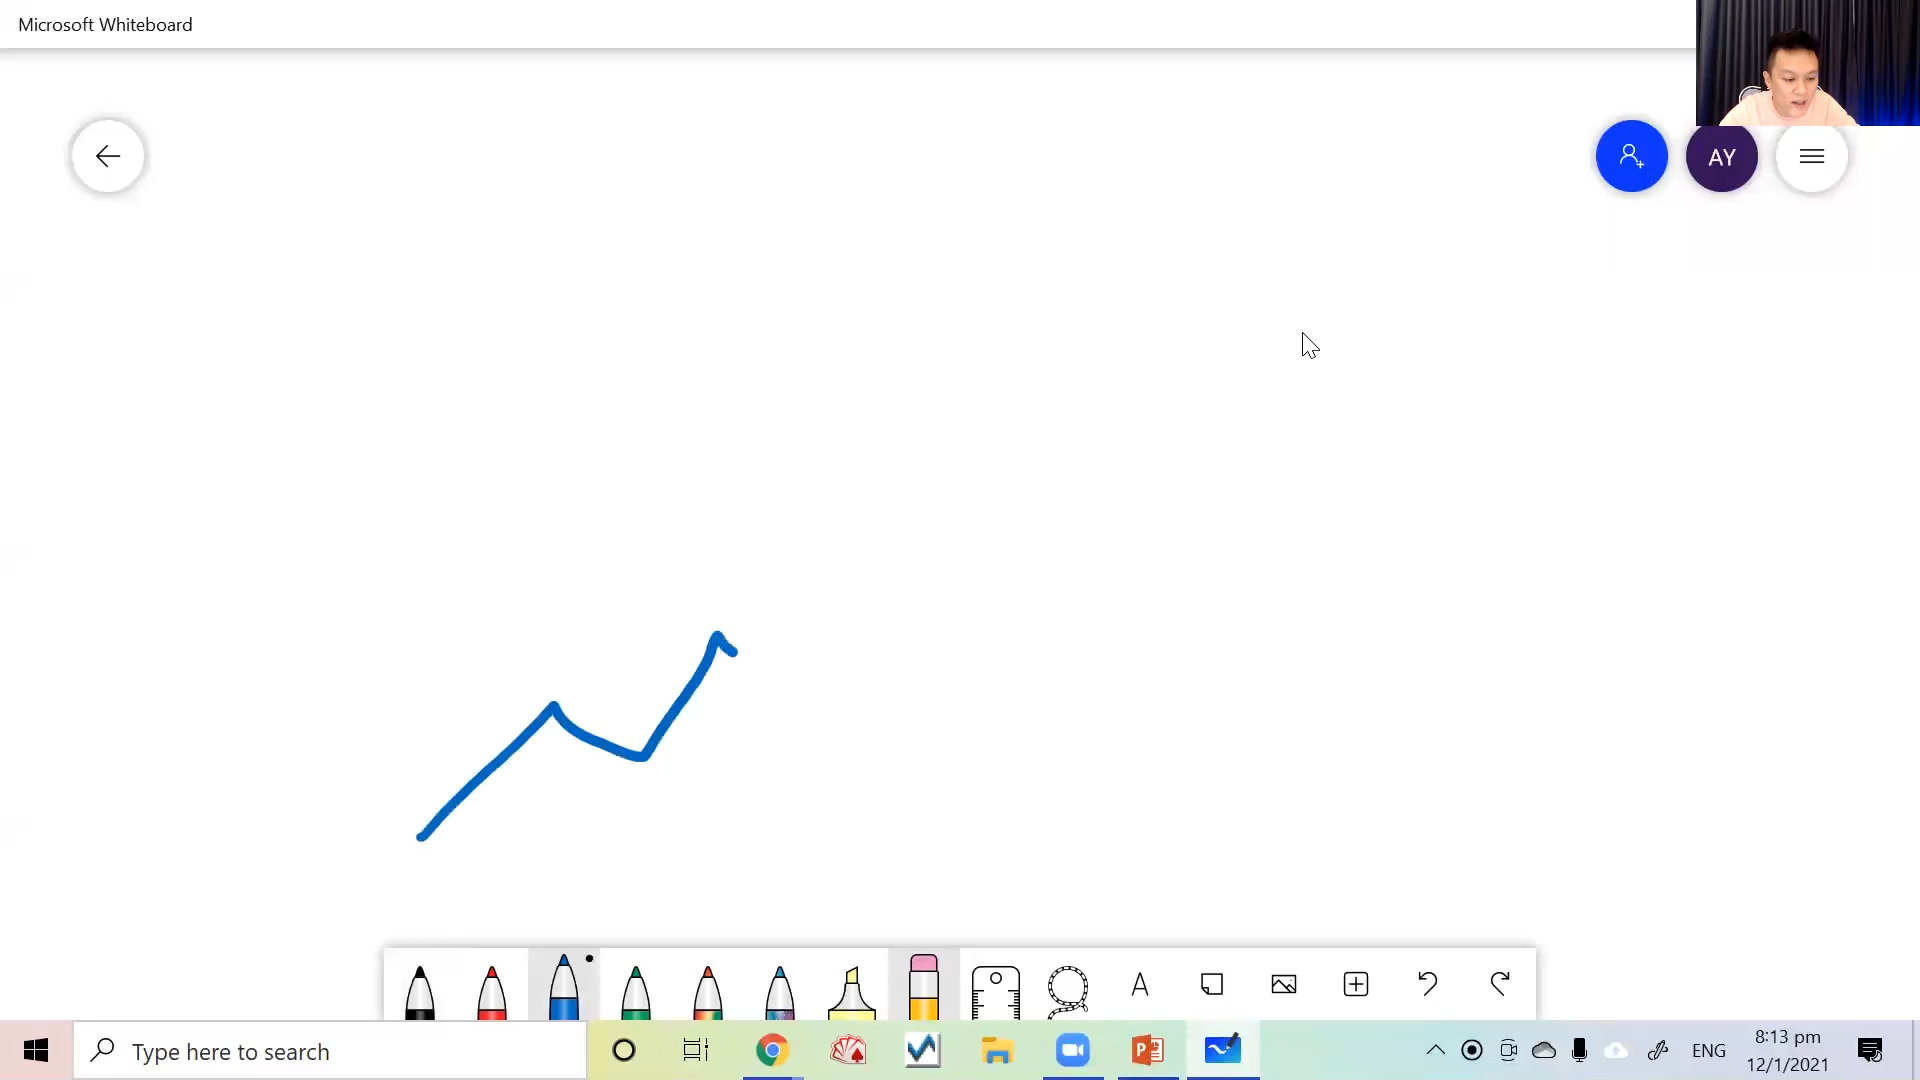 Microsoft Whiteboard
AY
A
Type here to search
ENG
8:13 pm
12/1/2021